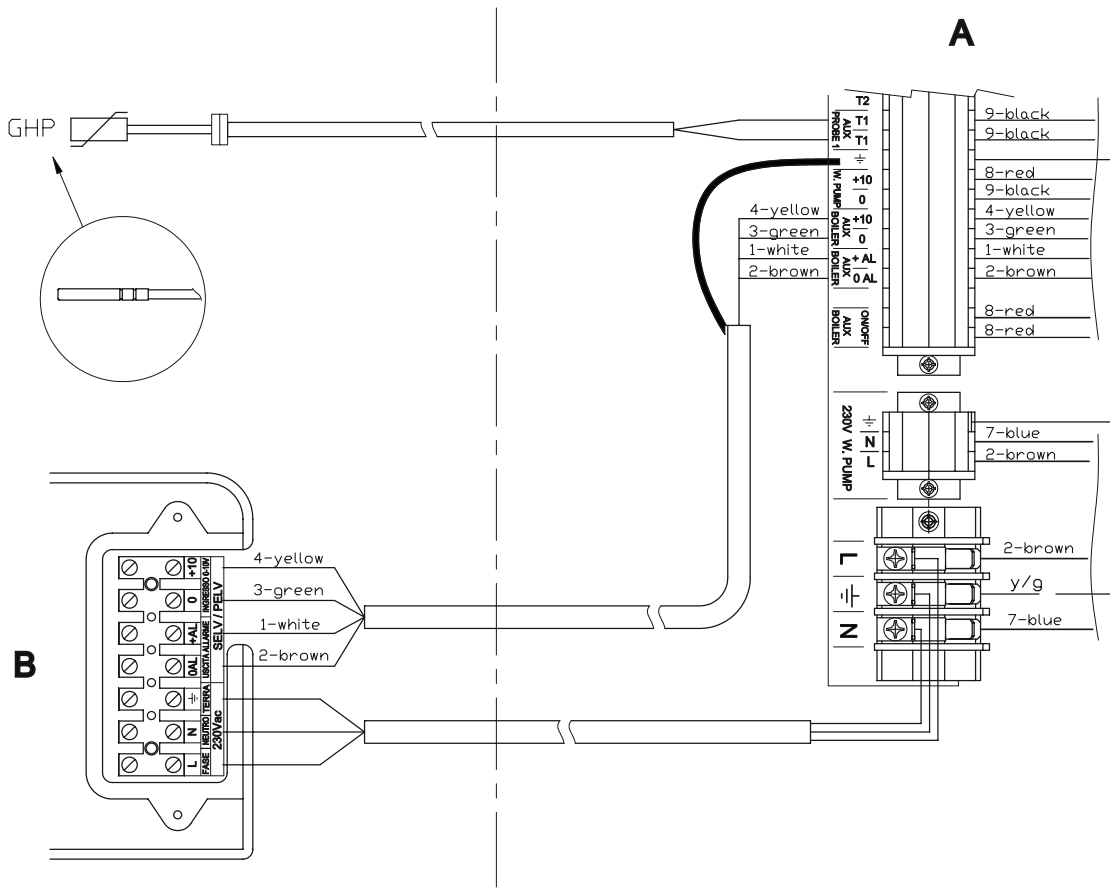 A
GHP
T2
T1
T1
AUX
PROBE 1
+10
0
W. PUMP
+10
0
AUX
BOILER
+ AL
0 AL
AUX
BOILER
ON/OFF
AUX
BOILER
9-black
9-black
8-red
9-black
4-yellow
3-green
1-white
2-brown
8-red
8-red
4-yellow
3-green
1-white
2-brown
230V W. PUMP
N
L
7-blue
2-brown
L
N
2-brown
y/g
7-blue
B
+10
0
+AL
0AL
N
L
INGRESSO 0-10V
USCITA ALLARME
TERRA
NEUTRO
FASE
SELV / PELV
230Vac
4-yellow
3-green
1-white
2-brown